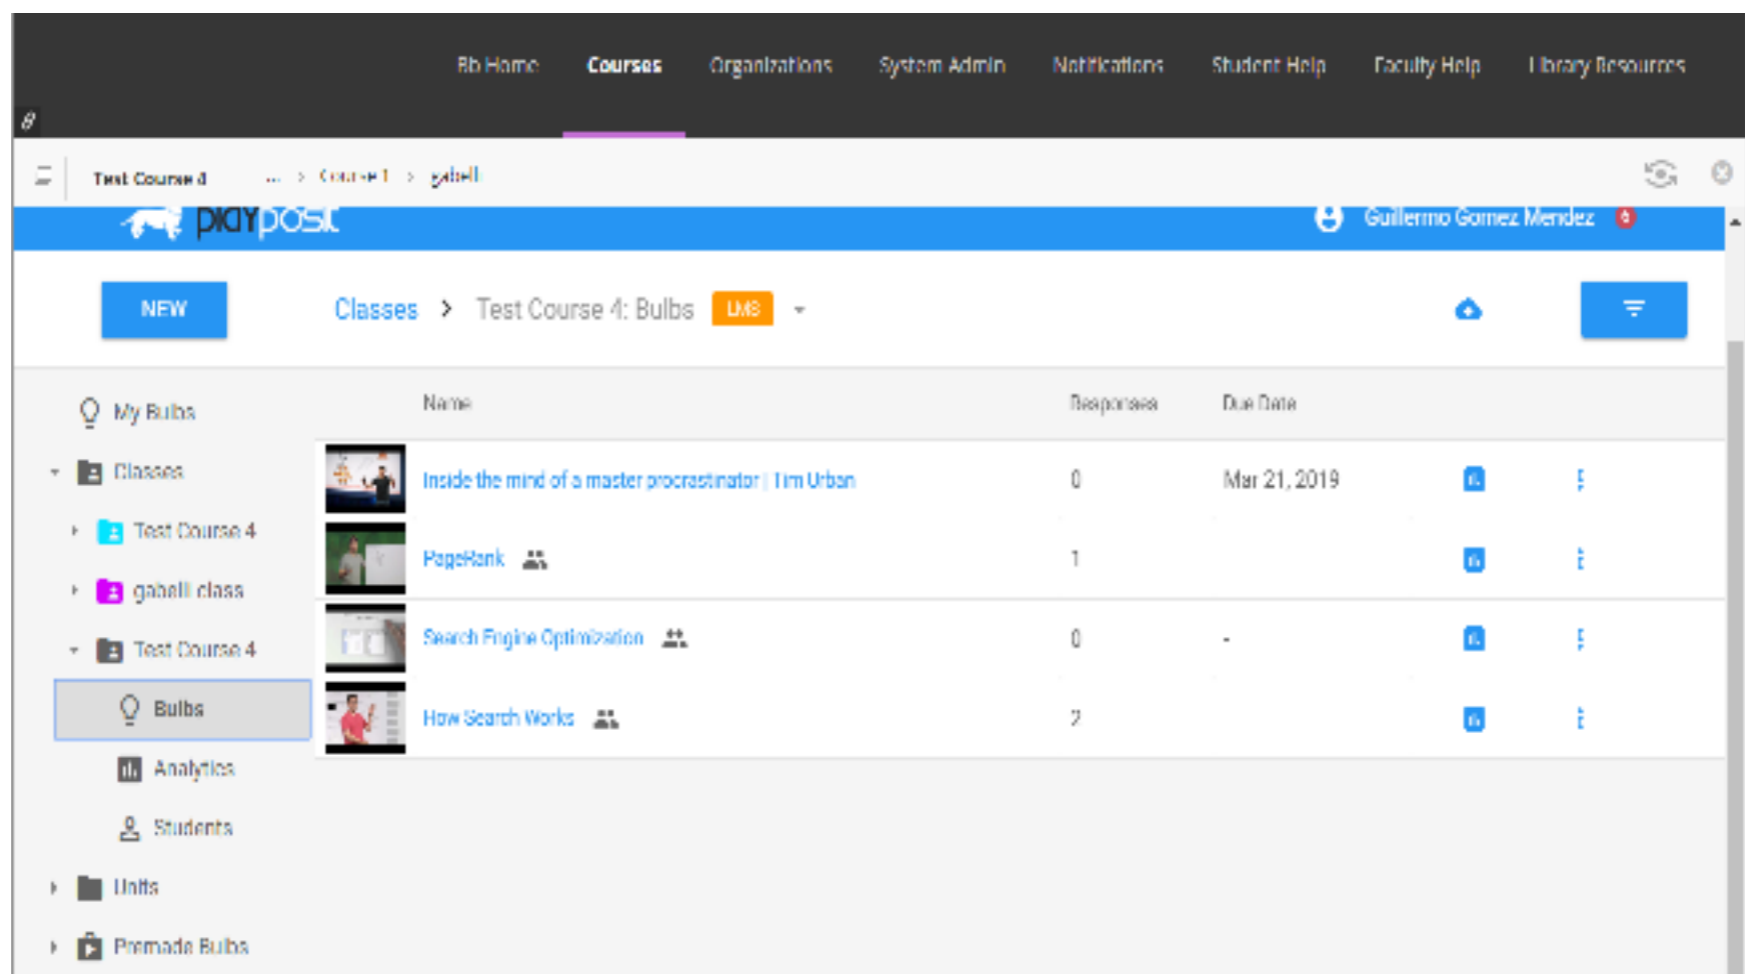 Bb Home Courses Organizations System Admin Notifications Student Help Faculty Help Library Resources
Test Course 4 ... > Course 1 > gabelli
playposit Guillermo Gomez Mendez 6
NEW Classes > Test Course 4: Bulbs LMS
Name Responses Due Date
My Bulbs
Classes
Test Course 4
gabelli class
Test Course 4
Bulbs
Analytics
Students
Units
Premade Bulbs
Inside the mind of a master procrastinator | Tim Urban 0 Mar 21, 2019
PageRank 1
Search Engine Optimization 0 -
How Search Works 2